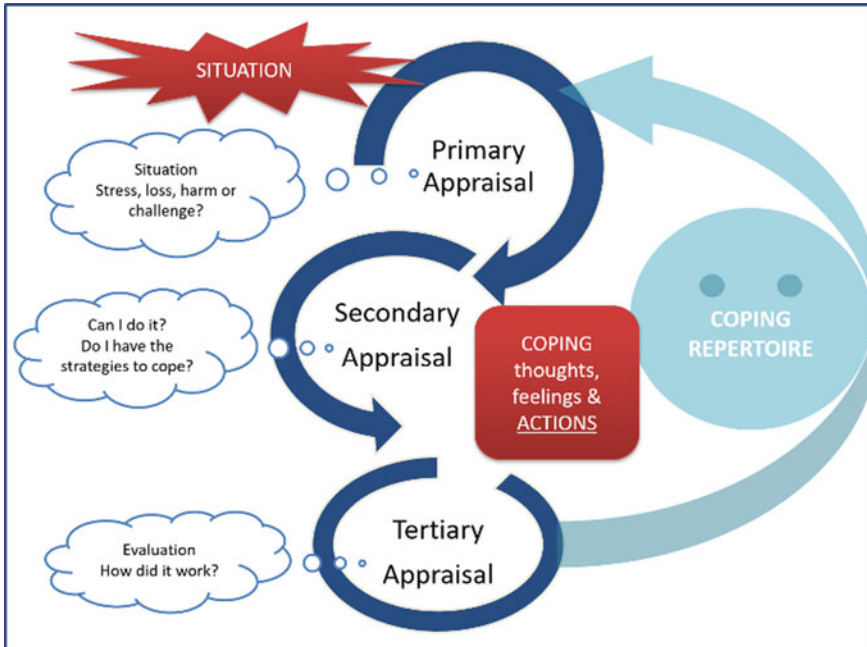 SITUATION
Situation
Stress, loss, harm or
challenge?
Primary
Appraisal
Can I do it?
Do I have the
strategies to cope?
Secondary
Appraisal
COPING
thoughts,
feelings &
ACTIONS
COPING
REPERTOIRE
Evaluation
How did it work?
Tertiary
Appraisal